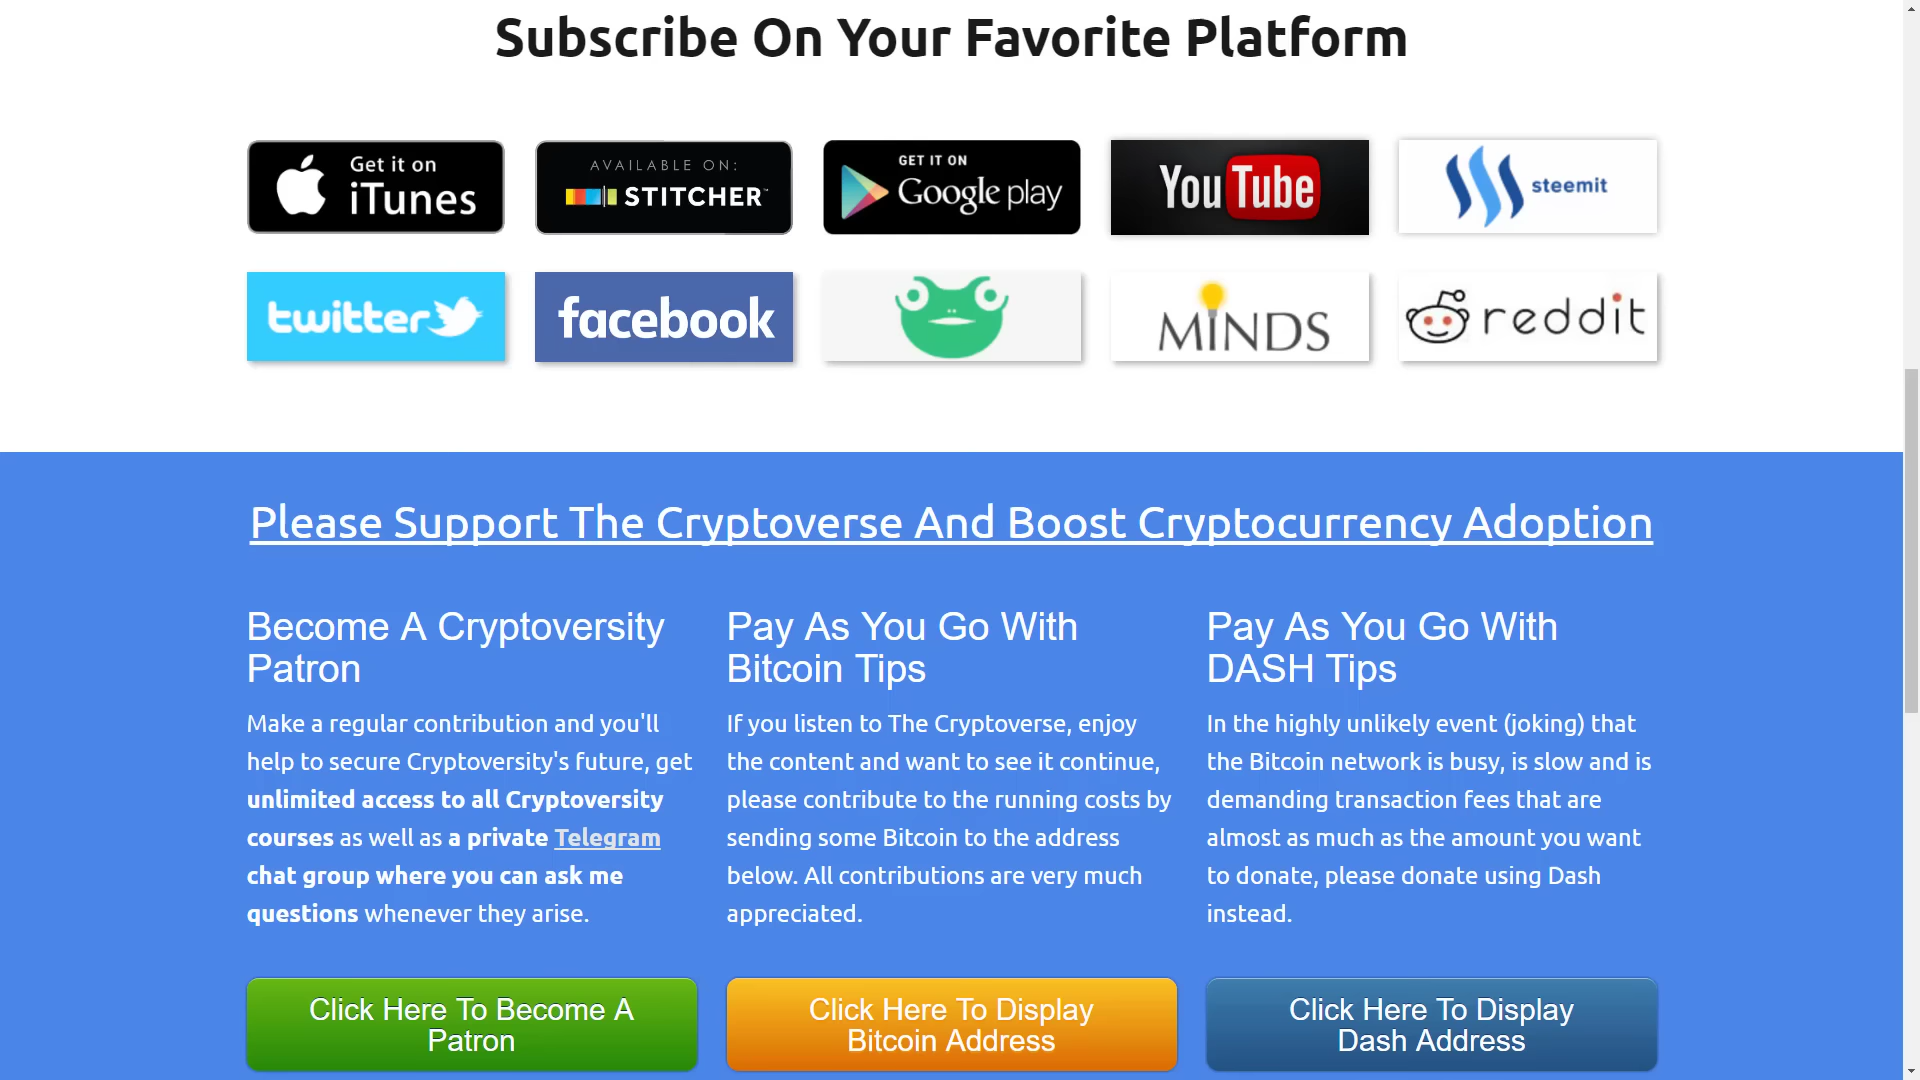 Subscribe On Your Favorite Platform
Get it on
iTunes
AVAILABLE ON:
STITCHER
GET IT ON
Google play
YouTube
steemit
twitter
facebook
MINDS
reddit
Please Support The Cryptoverse And Boost Cryptocurrency Adoption
Become A Cryptoversity
Patron
Make a regular contribution and you'll
help to secure Cryptoversity's future, get
unlimited access to all Cryptoversity
courses as well as a private Telegram
chat group where you can ask me
questions whenever they arise.
Click Here To Become A
Patron
Pay As You Go With
Bitcoin Tips
If you listen to The Cryptoverse, enjoy
the content and want to see it continue,
please contribute to the running costs by
sending some Bitcoin to the address
below. All contributions are very much
appreciated.
Click Here To Display
Bitcoin Address
Pay As You Go With
DASH Tips
In the highly unlikely event (joking) that
the Bitcoin network is busy, is slow and is
demanding transaction fees that are
almost as much as the amount you want
to donate, please donate using Dash
instead.
Click Here To Display
Dash Address